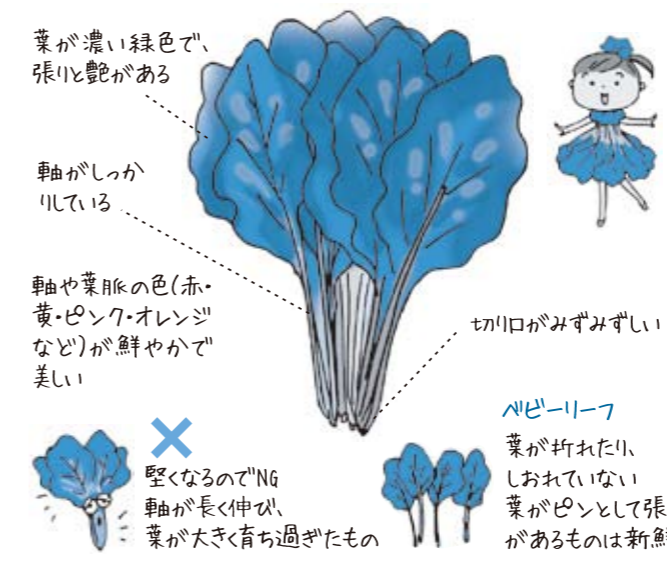 葉が濃い緑色で、
張りと艶がある
軸がしっか
りしている
軸や葉脈の色(赤・
黄・ピンク・オレンジ
など)が鮮やかで
美しい
切り口がみずみずしい
堅くなるのでNG
軸が長く伸び、
葉が大きく育ち過ぎたもの
ベビーリーフ
葉が折れたり、
しおれていない
葉がピンとして張
があるものは新鮮